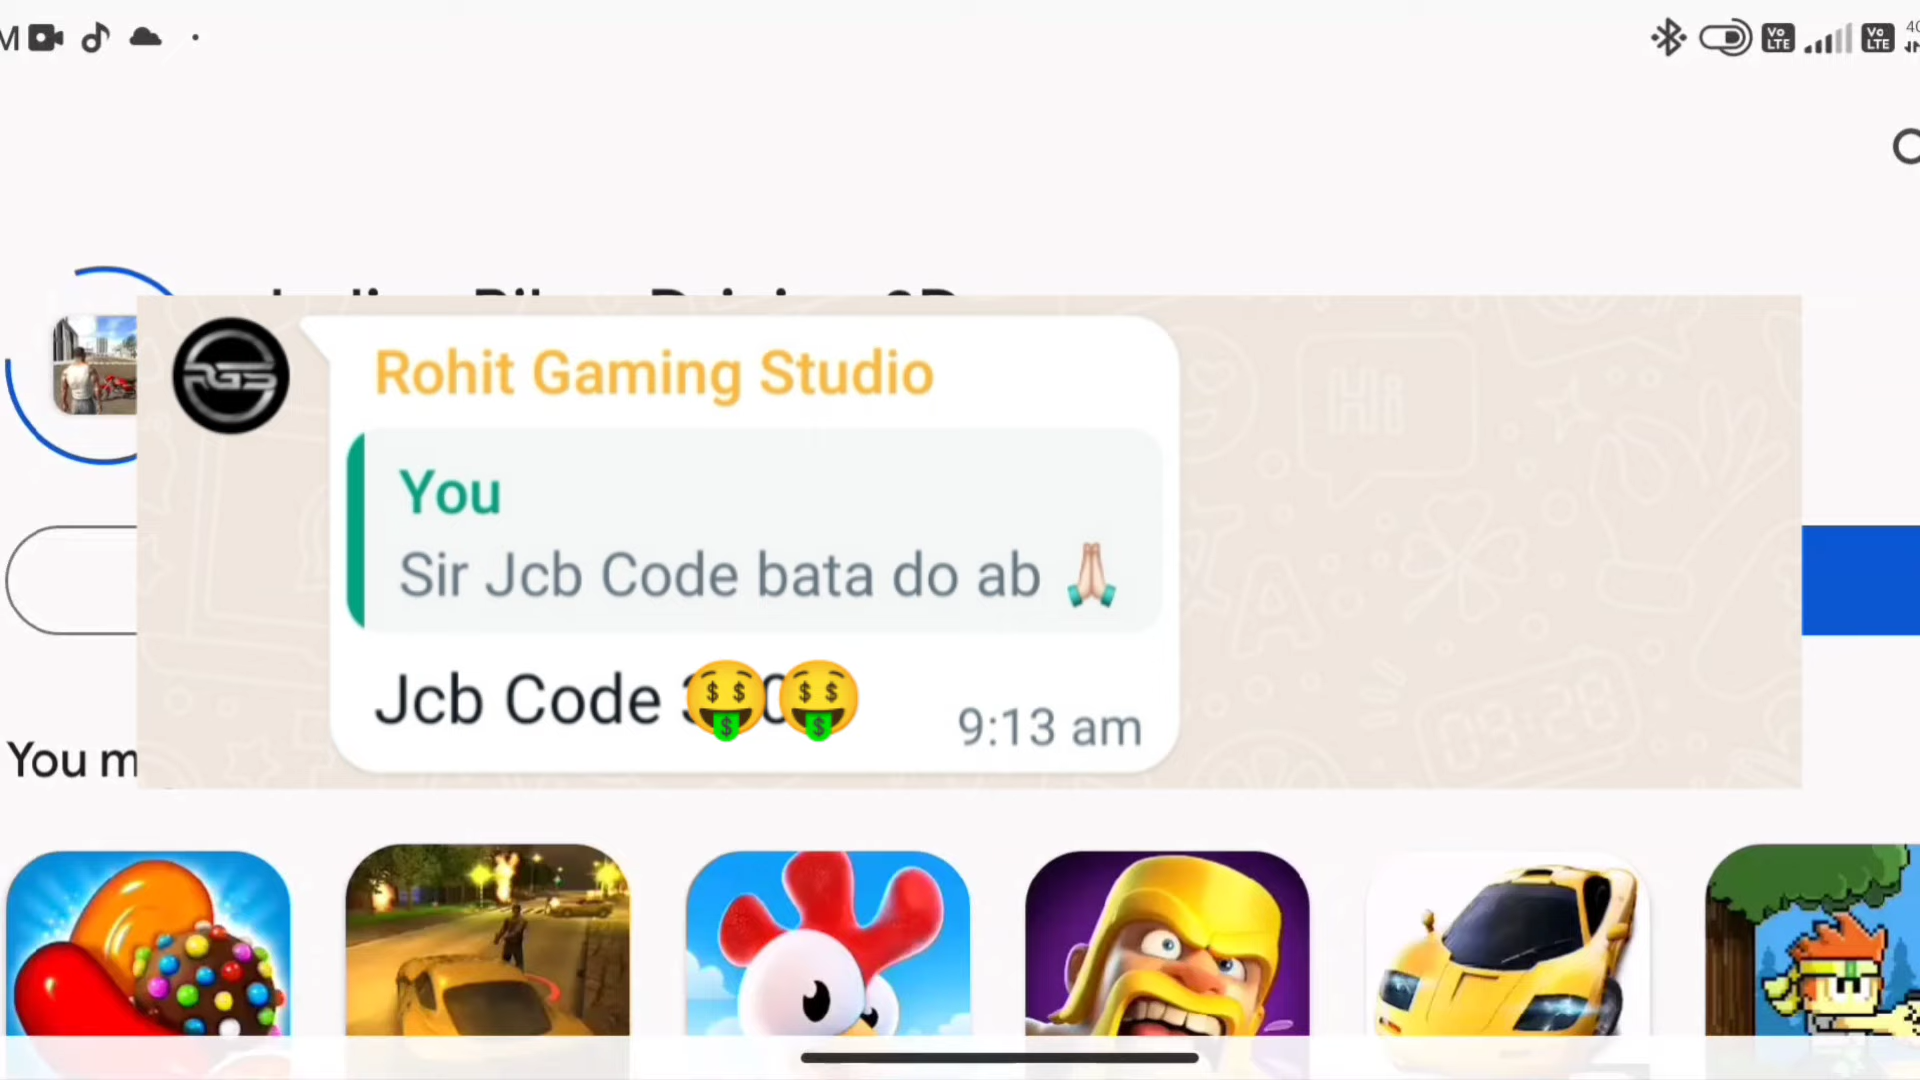 Rohit Gaming Studio
You
Sir Jcb Code bata do ab 🙏
Jcb Code
9:13 am
You m